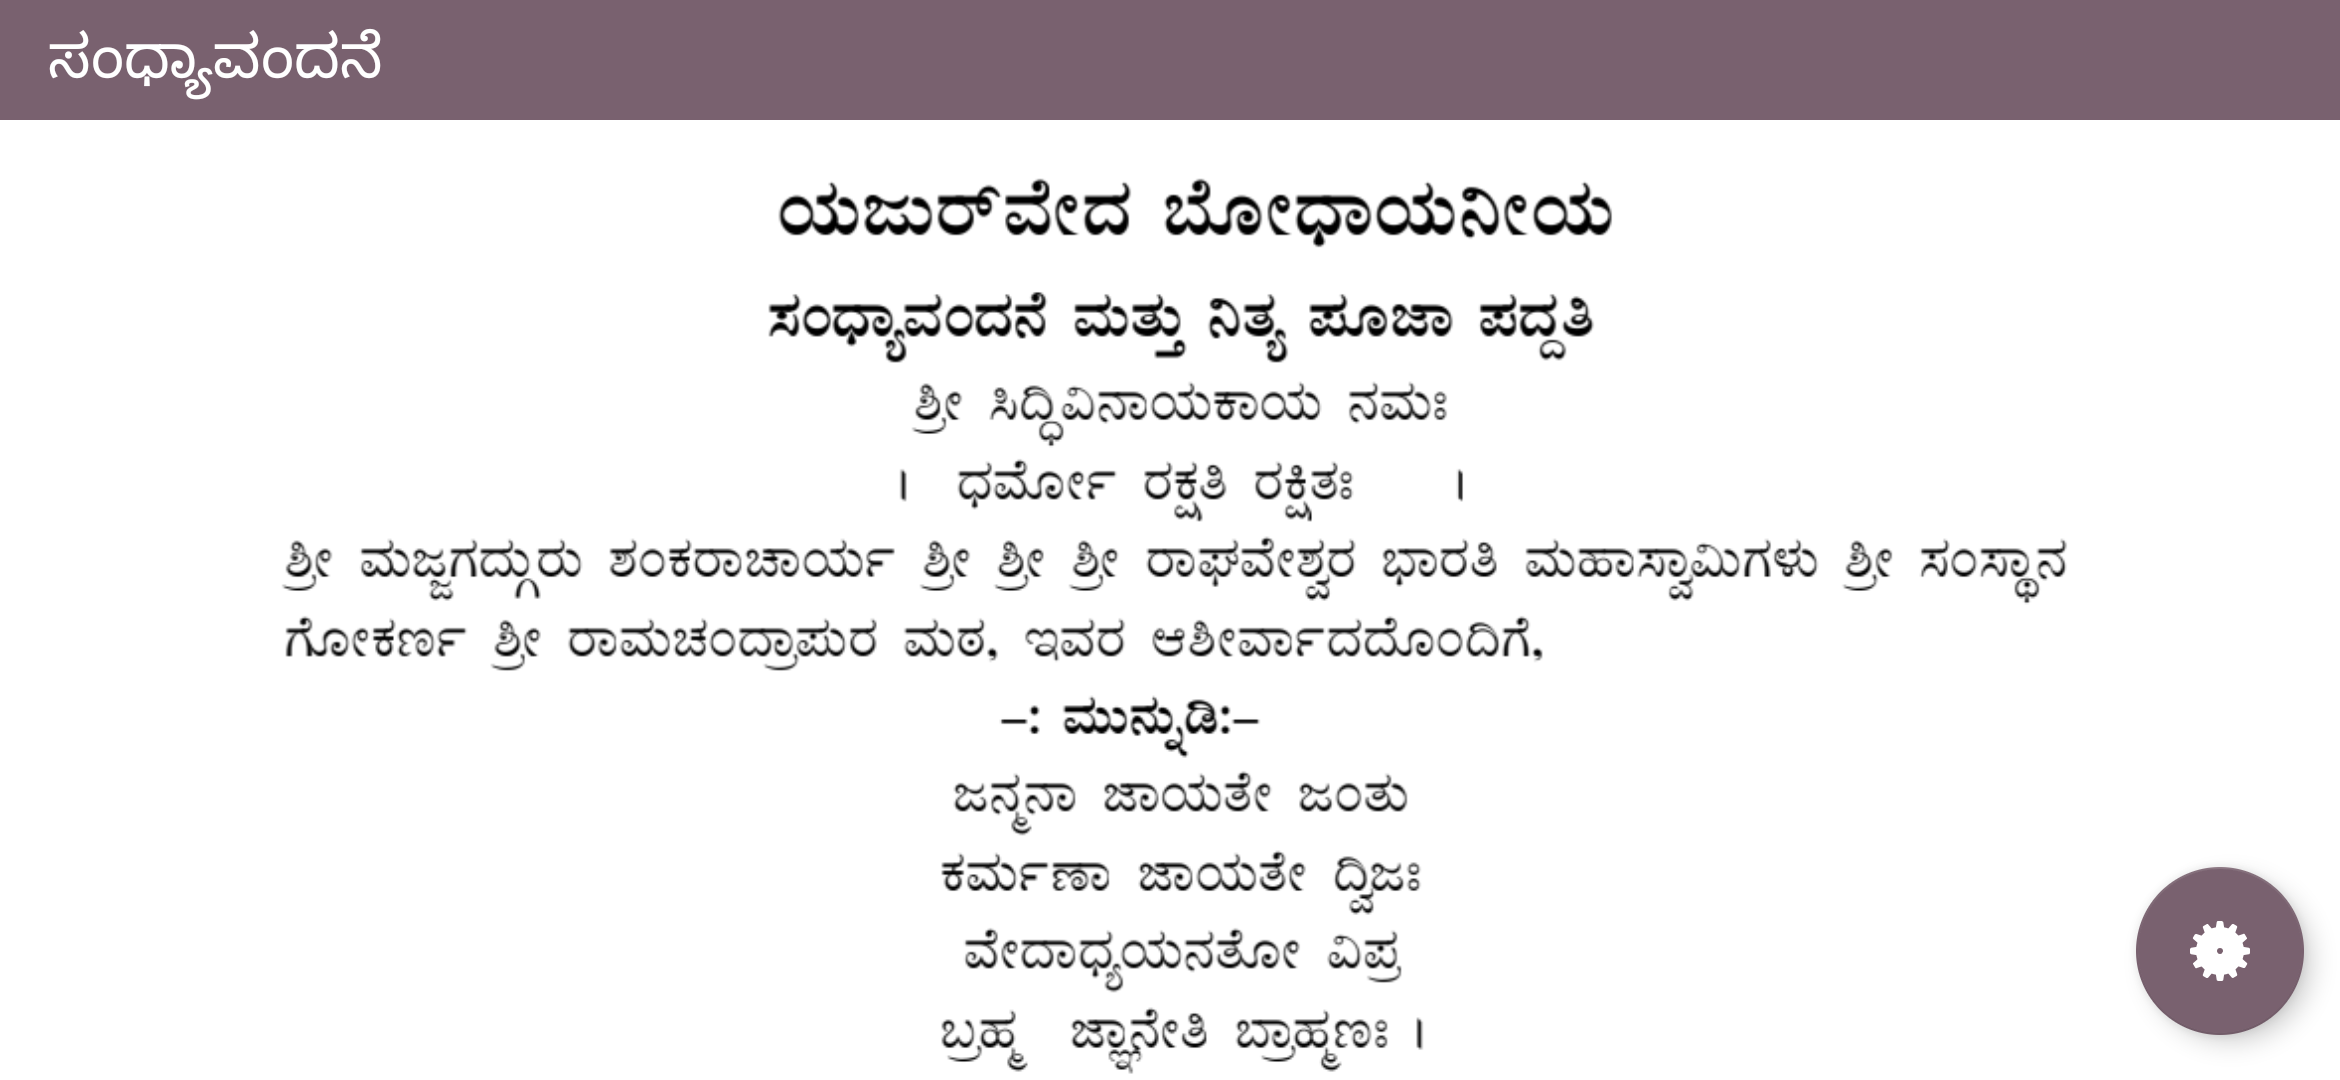 ಸಂಧ್ಯಾವಂದನೆ
ಯಜುರ್‌ವೇದ ಬೋಧಾಯನೀಯ
ಸಂಧ್ಯಾವಂದನೆ ಮತ್ತು ನಿತ್ಯ ಪೂಜಾ ಪದ್ದತಿ
ಶ್ರೀ ಸಿದ್ಧಿವಿನಾಯಕಾಯ ನಮಃ
। ಧರ್ಮೋ ರಕ್ಷತಿ ರಕ್ಷಿತಃ ।
ಶ್ರೀ ಮಜ್ಜಗದ್ಗುರು ಶಂಕರಾಚಾರ್ಯ ಶ್ರೀ ಶ್ರೀ ಶ್ರೀ ರಾಘವೇಶ್ವರ ಭಾರತಿ ಮಹಾಸ್ವಾಮಿಗಳು ಶ್ರೀ ಸಂಸ್ಥಾನ
ಗೋಕರ್ಣ ಶ್ರೀ ರಾಮಚಂದ್ರಾಪುರ ಮಠ, ಇವರ ಆಶೀರ್ವಾದದೊಂದಿಗೆ,
–: ಮುನ್ನುಡಿ:–
ಜನ್ಮನಾ ಜಾಯತೇ ಜಂತು
ಕರ್ಮಣಾ ಜಾಯತೇ ದ್ವಿಜಃ
ವೇದಾಧ್ಯಯನತೋ ವಿಪ್ರ
ಬ್ರಹ್ಮ ಜ್ಞಾನೇತಿ ಬ್ರಾಹ್ಮಣಃ ।